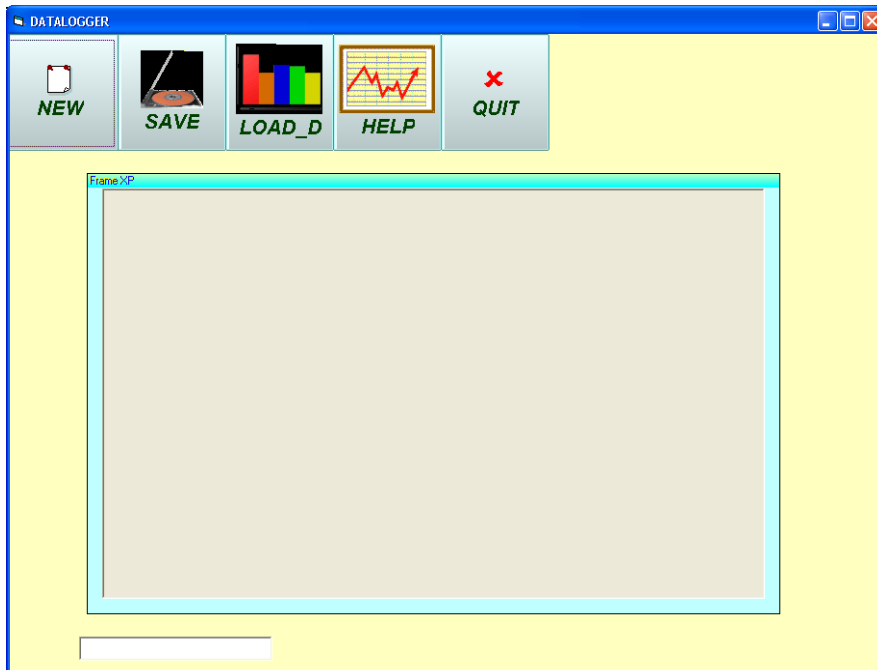 DATALOGGER
NEW
SAVE
LOAD_D
HELP
QUIT
Frame XP